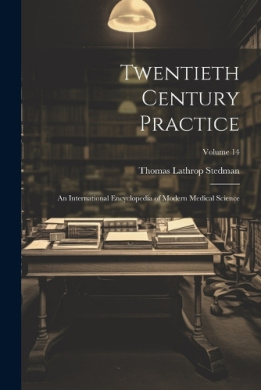 Twentieth
Century
Practice
Volume 14
Thomas Lathrop Stedman
An International Encyclopedia of Modern Medical Science